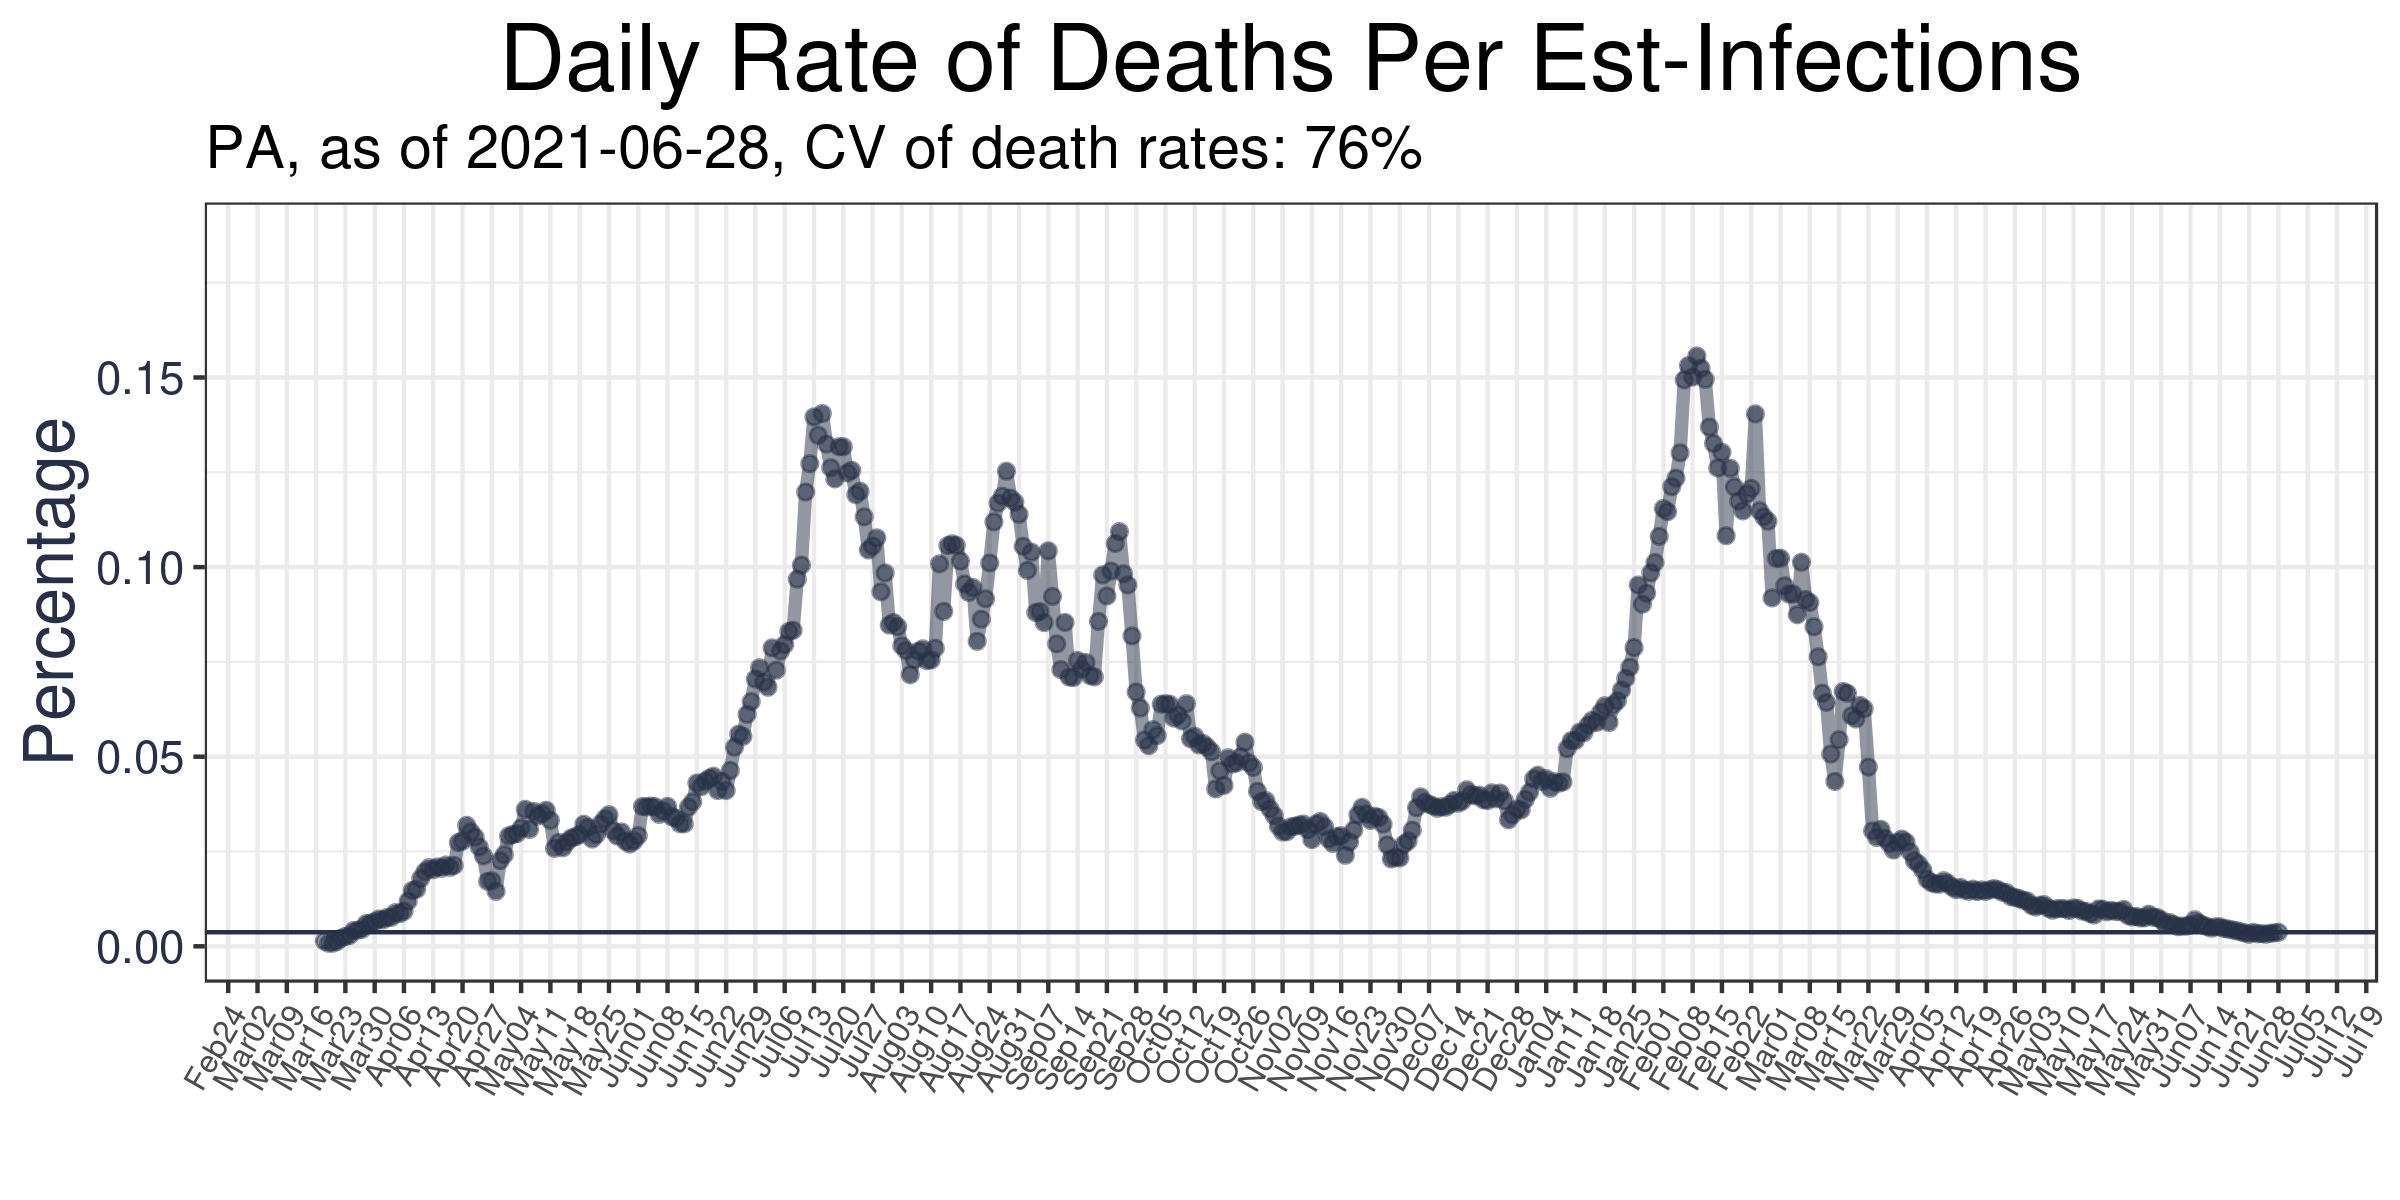 Daily Rate of Deaths Per Est-Infections
PA, as of 2021-06-28, CV of death rates: 76%
Percentage
0.15
0.10
0.05
0.00
Feb24
Mar02
Mar09
Mar16
Mar23
Mar30
Apr06
Apr13
Apr20
Apr27
May04
May11
May18
May25
Jun01
Jun08
Jun15
Jun22
Jun29
Jul06
Jul13
Jul20
Jul27
Aug03
Aug10
Aug17
Aug24
Aug31
Sep07
Sep14
Sep21
Sep28
Oct05
Oct12
Oct19
Oct26
Nov02
Nov09
Nov16
Nov23
Nov30
Dec07
Dec14
Dec21
Dec28
Jan04
Jan11
Jan18
Jan25
Feb01
Feb08
Feb15
Feb22
Mar01
Mar08
Mar15
Mar22
Mar29
Apr05
Apr12
Apr19
Apr26
May03
May10
May17
May24
May31
Jun07
Jun14
Jun21
Jun28
Jul05
Jul12
Jul19